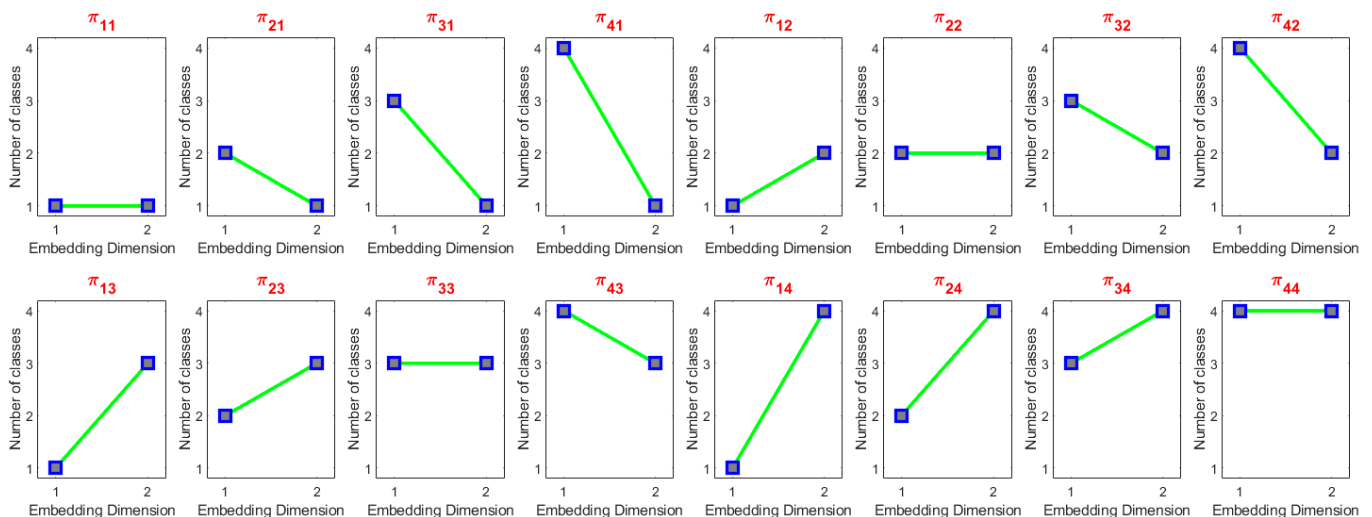 π11 π21 π31 π41 π12 π22 π32 π42
4 4 4 4 4 4 4 4
Number of classes Number of classes Number of classes Number of classes Number of classes Number of classes Number of classes Number of classes
3 3 3 3 3 3 3 3
2 2 2 2 2 2 2 2
1 1 1 1 1 1 1 1
1 2 1 2 1 2 1 2 1 2 1 2 1 2 1 2
Embedding Dimension Embedding Dimension Embedding Dimension Embedding Dimension Embedding Dimension Embedding Dimension Embedding Dimension Embedding Dimension
π13 π23 π33 π43 π14 π24 π34 π44
4 4 4 4 4 4 4 4
Number of classes Number of classes Number of classes Number of classes Number of classes Number of classes Number of classes Number of classes
3 3 3 3 3 3 3 3
2 2 2 2 2 2 2 2
1 1 1 1 1 1 1 1
1 2 1 2 1 2 1 2 1 2 1 2 1 2 1 2
Embedding Dimension Embedding Dimension Embedding Dimension Embedding Dimension Embedding Dimension Embedding Dimension Embedding Dimension Embedding Dimension